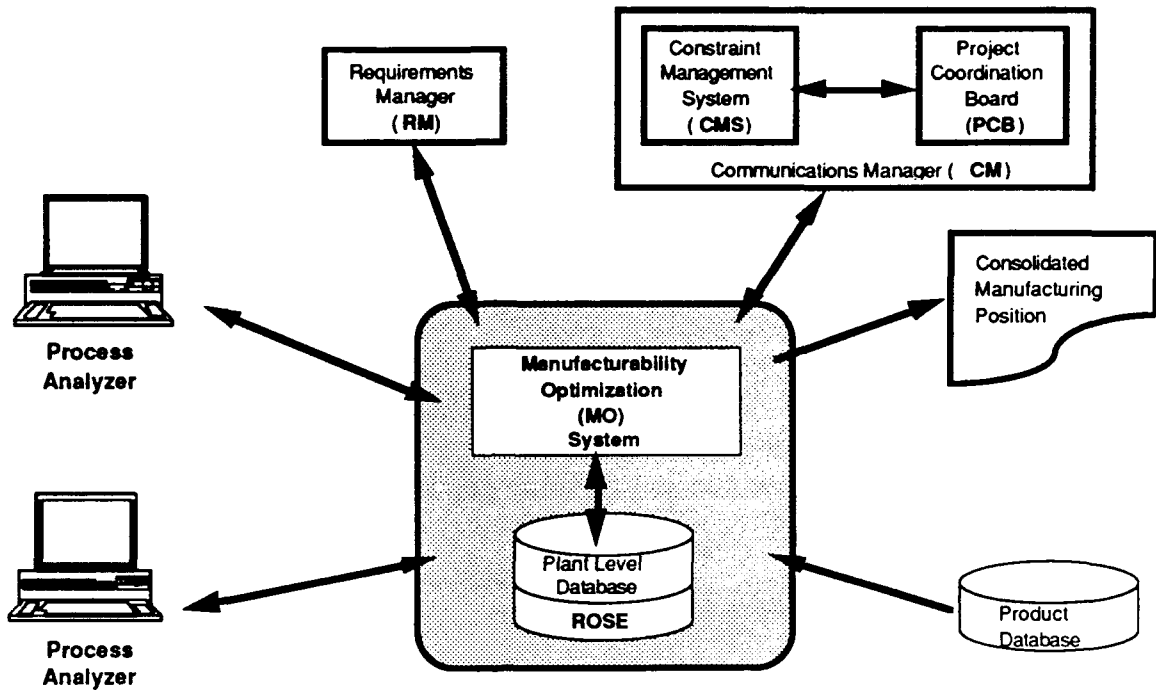 Requirements
Manager
( RM)
Constraint
Management
System
( CMS)
Project
Coordination
Board
(PCB)
Communications Manager ( CM)
Process
Analyzer
Consolidated
Manufacturing
Position
Manufacturability
Optimization
(MO)
System
Plant Level
Database
ROSE
Process
Analyzer
Product
Database